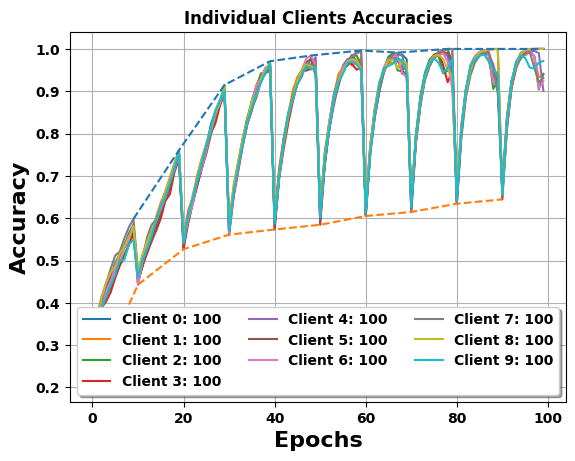 Individual Clients Accuracies
Accuracy
1.0
0.9
0.8
0.7
0.6
0.5
0.4
0.3
0.2
Client 0: 100
Client 1: 100
Client 2: 100
Client 3: 100
Client 4: 100
Client 5: 100
Client 6: 100
Client 7: 100
Client 8: 100
Client 9: 100
0 20 40 60 80 100
Epochs